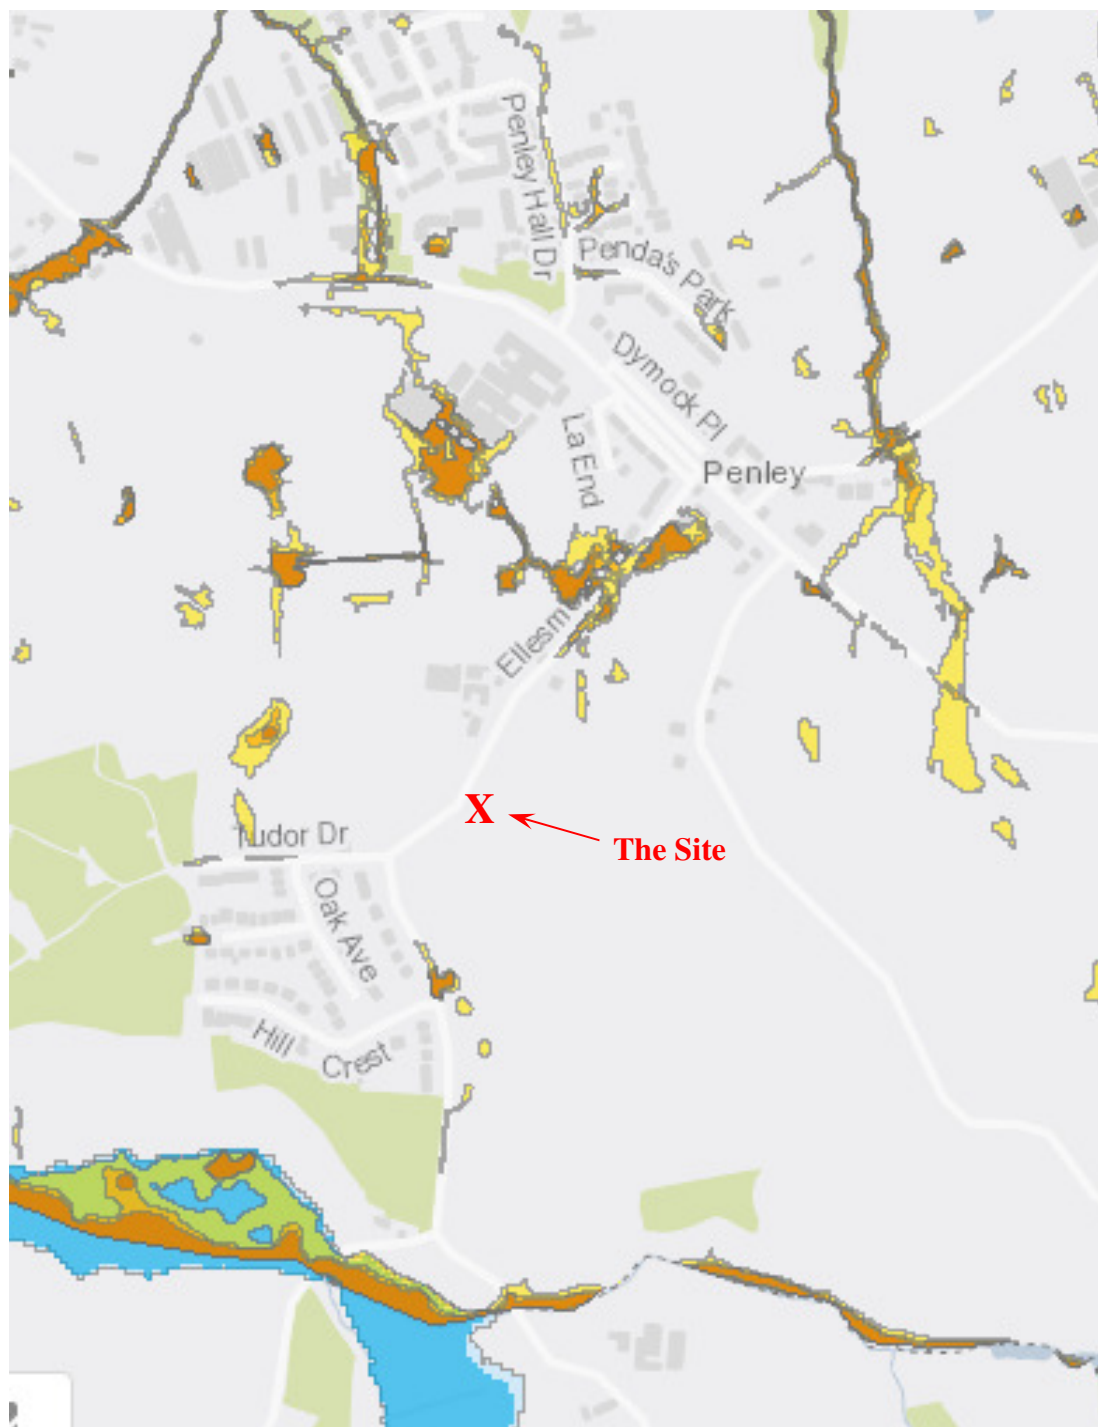 Penley Hall Dr
Penda's Park
Dymock Pl
La End
Penley
Ellesm
X
The Site
Tudor Dr
Oak Ave
Hill Crest